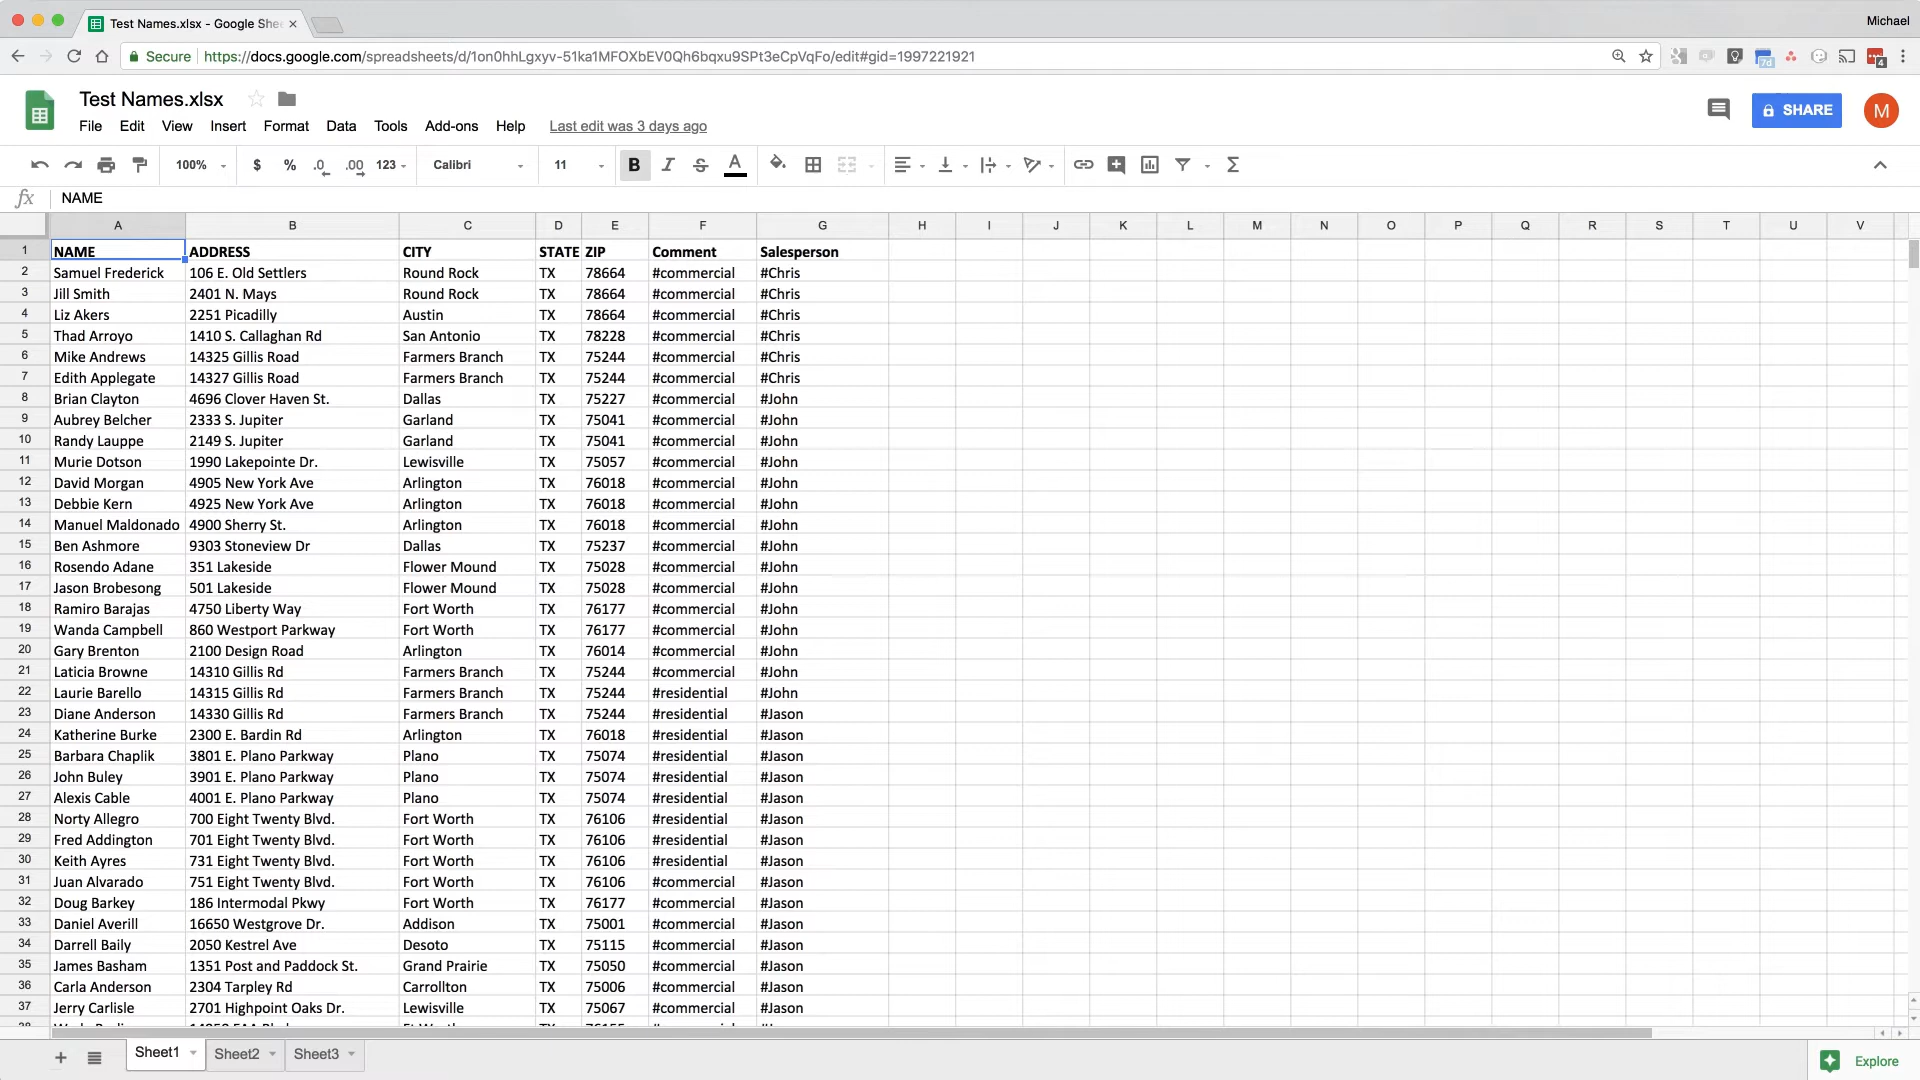 Test Names.xlsx - Google She
Michael
Secure https://docs.google.com/spreadsheets/d/1on0hhLgxyv-51ka1MFOXbEV0Qh6bqxu9SPt3eCpVqFo/edit#gid=1997221921
7d
4
Test Names.xlsx
SHARE
M
File Edit View Insert Format Data Tools Add-ons Help Last edit was 3 days ago
100% $ % .0 .00 123 Calibri 11 B I S A Σ
fx NAME
A B C D E F G H I J K L M N O P Q R S T U V
1 NAME ADDRESS CITY STATE ZIP Comment Salesperson
2 Samuel Frederick 106 E. Old Settlers Round Rock TX 78664 #commercial #Chris
3 Jill Smith 2401 N. Mays Round Rock TX 78664 #commercial #Chris
4 Liz Akers 2251 Picadilly Austin TX 78664 #commercial #Chris
5 Thad Arroyo 1410 S. Callaghan Rd San Antonio TX 78228 #commercial #Chris
6 Mike Andrews 14325 Gillis Road Farmers Branch TX 75244 #commercial #Chris
7 Edith Applegate 14327 Gillis Road Farmers Branch TX 75244 #commercial #Chris
8 Brian Clayton 4696 Clover Haven St. Dallas TX 75227 #commercial #John
9 Aubrey Belcher 2333 S. Jupiter Garland TX 75041 #commercial #John
10 Randy Lauppe 2149 S. Jupiter Garland TX 75041 #commercial #John
11 Murie Dotson 1990 Lakepointe Dr. Lewisville TX 75057 #commercial #John
12 David Morgan 4905 New York Ave Arlington TX 76018 #commercial #John
13 Debbie Kern 4925 New York Ave Arlington TX 76018 #commercial #John
14 Manuel Maldonado 4900 Sherry St. Arlington TX 76018 #commercial #John
15 Ben Ashmore 9303 Stoneview Dr Dallas TX 75237 #commercial #John
16 Rosendo Adane 351 Lakeside Flower Mound TX 75028 #commercial #John
17 Jason Brobesong 501 Lakeside Flower Mound TX 75028 #commercial #John
18 Ramiro Barajas 4750 Liberty Way Fort Worth TX 76177 #commercial #John
19 Wanda Campbell 860 Westport Parkway Fort Worth TX 76177 #commercial #John
20 Gary Brenton 2100 Design Road Arlington TX 76014 #commercial #John
21 Laticia Browne 14310 Gillis Rd Farmers Branch TX 75244 #commercial #John
22 Laurie Barello 14315 Gillis Rd Farmers Branch TX 75244 #residential #John
23 Diane Anderson 14330 Gillis Rd Farmers Branch TX 75244 #residential #Jason
24 Katherine Burke 2300 E. Bardin Rd Arlington TX 76018 #residential #Jason
25 Barbara Chaplik 3801 E. Plano Parkway Plano TX 75074 #residential #Jason
26 John Buley 3901 E. Plano Parkway Plano TX 75074 #residential #Jason
27 Alexis Cable 4001 E. Plano Parkway Plano TX 75074 #residential #Jason
28 Norty Allegro 700 Eight Twenty Blvd. Fort Worth TX 76106 #residential #Jason
29 Fred Addington 701 Eight Twenty Blvd. Fort Worth TX 76106 #residential #Jason
30 Keith Ayres 731 Eight Twenty Blvd. Fort Worth TX 76106 #residential #Jason
31 Juan Alvarado 751 Eight Twenty Blvd. Fort Worth TX 76106 #commercial #Jason
32 Doug Barkey 186 Intermodal Pkwy Fort Worth TX 76177 #commercial #Jason
33 Daniel Averill 16650 Westgrove Dr. Addison TX 75001 #commercial #Jason
34 Darrell Baily 2050 Kestrel Ave Desoto TX 75115 #commercial #Jason
35 James Basham 1351 Post and Paddock St. Grand Prairie TX 75050 #commercial #Jason
36 Carla Anderson 2304 Tarpley Rd Carrollton TX 75006 #commercial #Jason
37 Jerry Carlisle 2701 Highpoint Oaks Dr. Lewisville TX 75067 #commercial #Jason
Sheet1 Sheet2 Sheet3
Explore